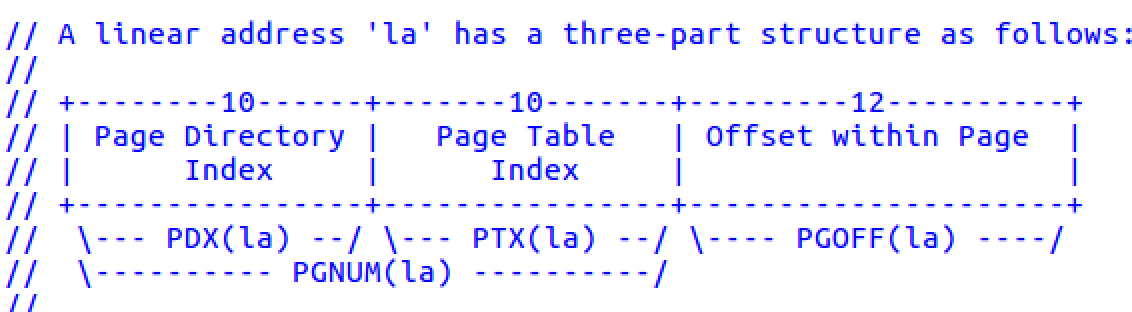 // A linear address 'la' has a three-part structure as follows:
//
// +--------10------+-------10-------+---------12----------+
// | Page Directory |   Page Table   | Offset within Page  |
// |      Index     |      Index     |                     |
// +----------------+----------------+---------------------+
//  \--- PDX(la) --/ \--- PTX(la) --/ \---- PGOFF(la) ----/
//  \---------- PGNUM(la) ----------/
//